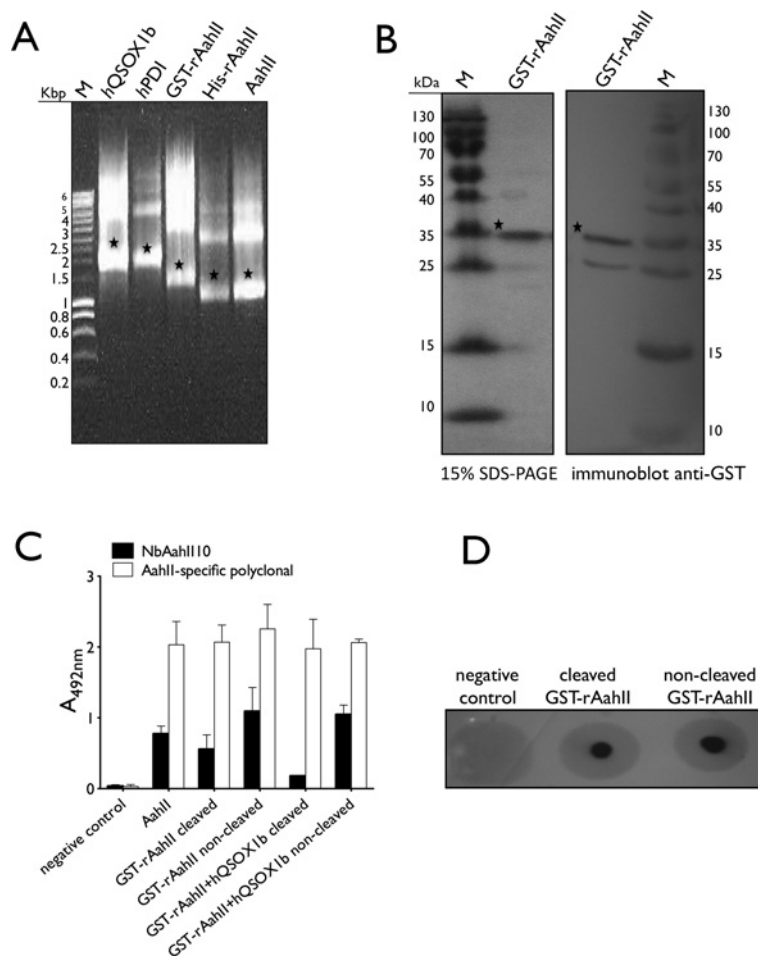 A
Kbp
M
hQSOX1b
hPDI
GST-rAahII
His-rAahII
AahII
6
5
4
3
2.5
2
1.5
1
0.8
0.6
0.4
0.2
B
kDa
M
GST-rAahII
130
100
70
55
40
35
25
15
10
15% SDS-PAGE
GST-rAahII
M
130
100
70
55
40
35
25
15
10
immunoblot anti-GST
C
NbAahII10
AahII-specific polyclonal
A492nm
3
2
1
0
negative control
AahII
GST-rAahII cleaved
GST-rAahII non-cleaved
GST-rAahII+hQSOX1b cleaved
GST-rAahII+hQSOX1b non-cleaved
D
negative
control
cleaved
GST-rAahII
non-cleaved
GST-rAahII